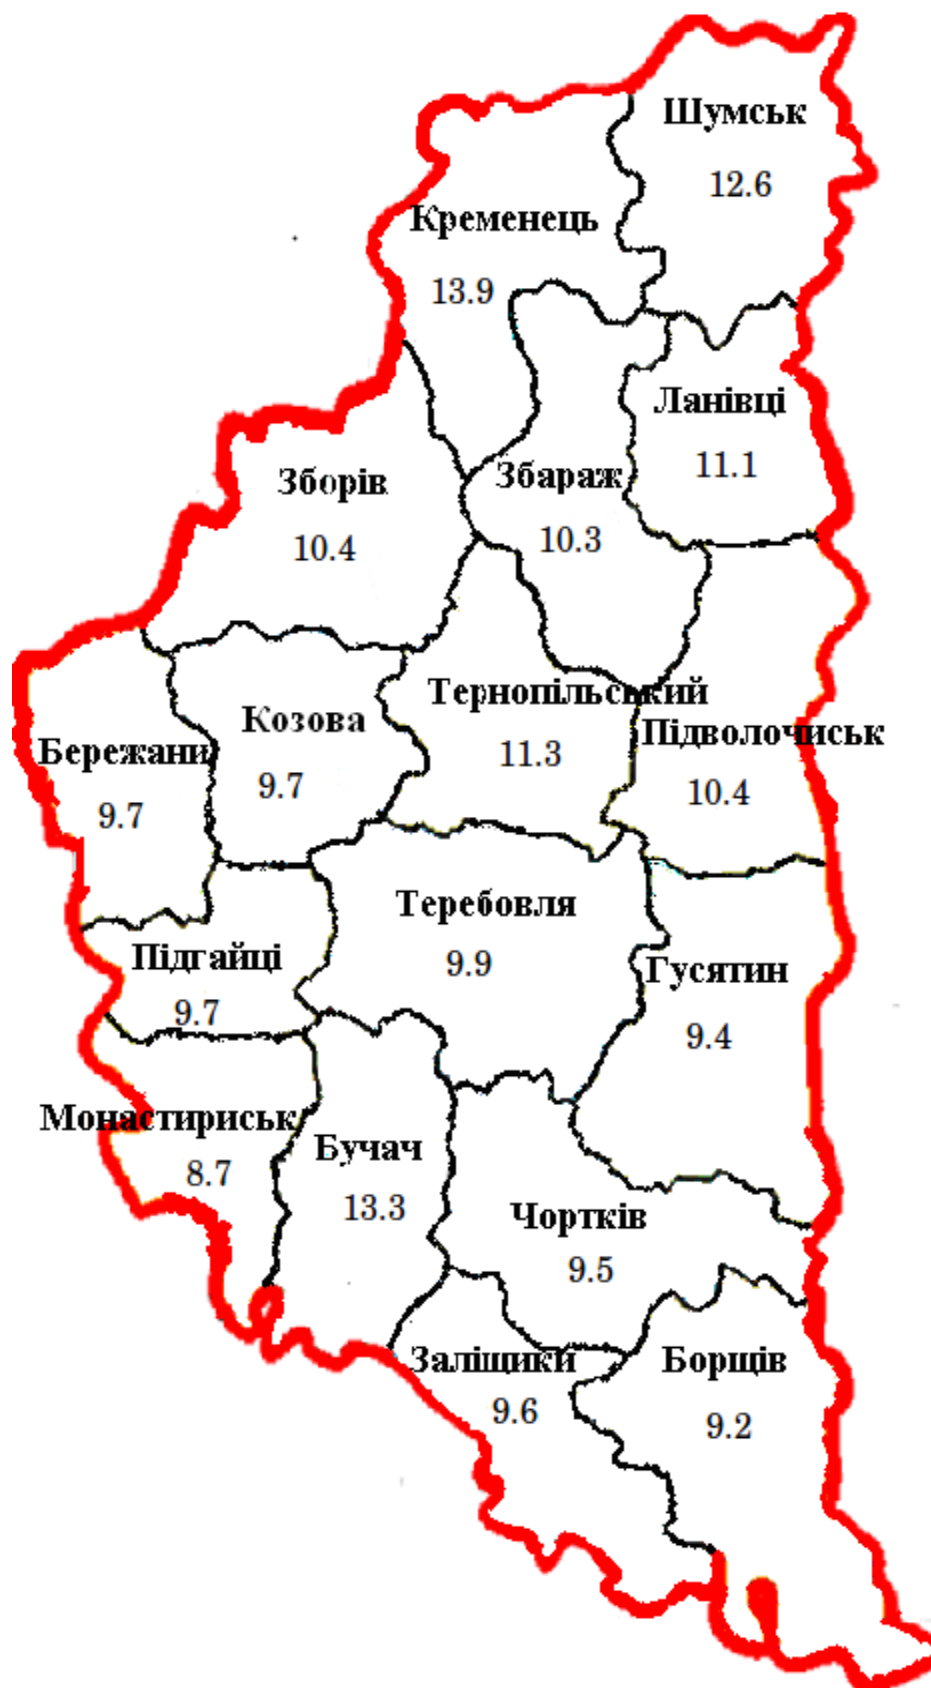 Шумськ
12.6
Кременець
13.9
Ланівці
11.1
Зборів
10.4
Збараж
10.3
Тернопільський
11.3
Козова
9.7
Бережани
9.7
Підволочиськ
10.4
Теребовля
9.9
Підгайці
9.7
Гусятин
9.4
Монастириськ
8.7
Бучач
13.3
Чортків
9.5
Заліщики
9.6
Борщів
9.2